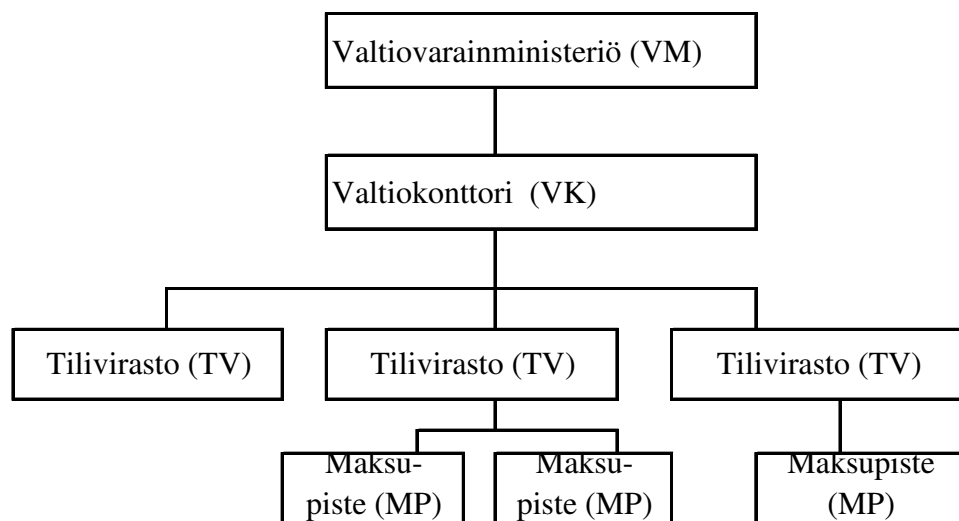 Valtiovarainministeriö (VM)
Valtiokonttori (VK)
Tilivirasto (TV)
Tilivirasto (TV)
Tilivirasto (TV)
Maksu-
piste (MP)
Maksu-
piste (MP)
Maksupiste
(MP)